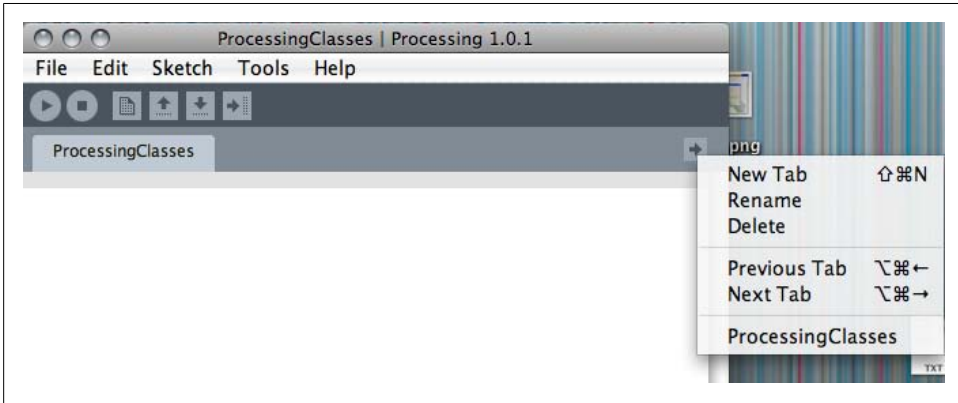 ProcessingClasses | Processing 1.0.1
File Edit Sketch Tools Help
ProcessingClasses
png
New Tab ⇧⌘N
Rename
Delete
Previous Tab ⌥⌘←
Next Tab ⌥⌘→
ProcessingClasses
TXT